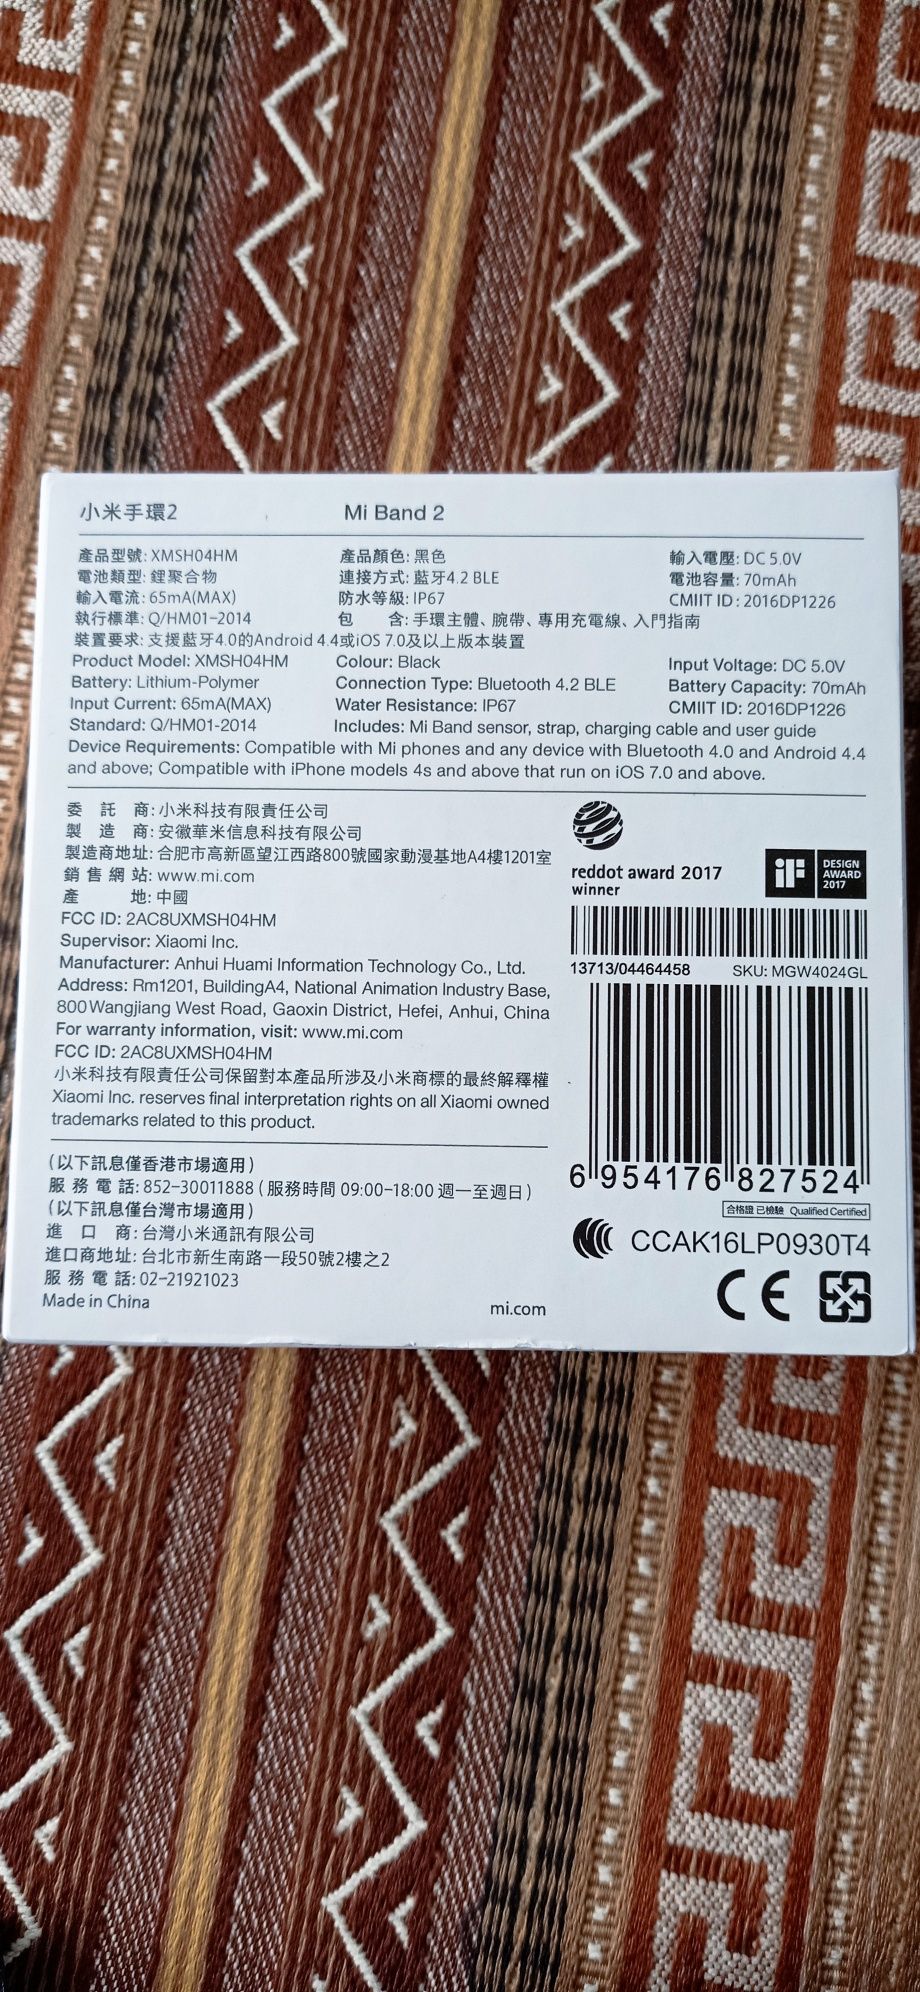 小米手環2 Mi Band 2
產品型號: XMSH04HM 產品顏色: 黑色 輸入電壓: DC 5.0V
電池類型: 鋰聚合物 連接方式: 藍牙4.2 BLE 電池容量: 70mAh
輸入電流: 65mA(MAX) 防水等級: IP67 CMIIT ID: 2016DP1226
執行標準: Q/HM01-2014 包 含: 手環主體、腕帶、專用充電線、入門指南
裝置要求: 支援藍牙4.0的Android 4.4或iOS 7.0及以上版本裝置
Product Model: XMSH04HM Colour: Black Input Voltage: DC 5.0V
Battery: Lithium-Polymer Connection Type: Bluetooth 4.2 BLE Battery Capacity: 70mAh
Input Current: 65mA(MAX) Water Resistance: IP67 CMIIT ID: 2016DP1226
Standard: Q/HM01-2014 Includes: Mi Band sensor, strap, charging cable and user guide
Device Requirements: Compatible with Mi phones and any device with Bluetooth 4.0 and Android 4.4
and above; Compatible with iPhone models 4s and above that run on iOS 7.0 and above.
委 託 商: 小米科技有限責任公司
製 造 商: 安徽華米信息科技有限公司
製造商地址: 合肥市高新區望江西路800號國家動漫基地A4樓1201室
銷 售 網 站: www.mi.com
產 地: 中國
FCC ID: 2AC8UXMSH04HM
Supervisor: Xiaomi Inc.
Manufacturer: Anhui Huami Information Technology Co., Ltd.
Address: Rm1201, BuildingA4, National Animation Industry Base,
800 Wangjiang West Road, Gaoxin District, Hefei, Anhui, China
For warranty information, visit: www.mi.com
FCC ID: 2AC8UXMSH04HM
小米科技有限責任公司保留對本產品所涉及小米商標的最終解釋權
Xiaomi Inc. reserves final interpretation rights on all Xiaomi owned
trademarks related to this product.
(以下訊息僅香港市場適用)
服 務 電 話: 852-30011888 (服務時間 09:00-18:00 週一至週日)
(以下訊息僅台灣市場適用)
進 口 商: 台灣小米通訊有限公司
進口商地址: 台北市新生南路一段50號2樓之2
服 務 電 話: 02-21921023
Made in China
mi.com
reddot award 2017
winner
iF
DESIGN
AWARD
2017
13713/04464458 SKU: MGW4024GL
6 954176 827524
合格證 已檢驗 Qualified Certified
CCAK16LP0930T4
CE